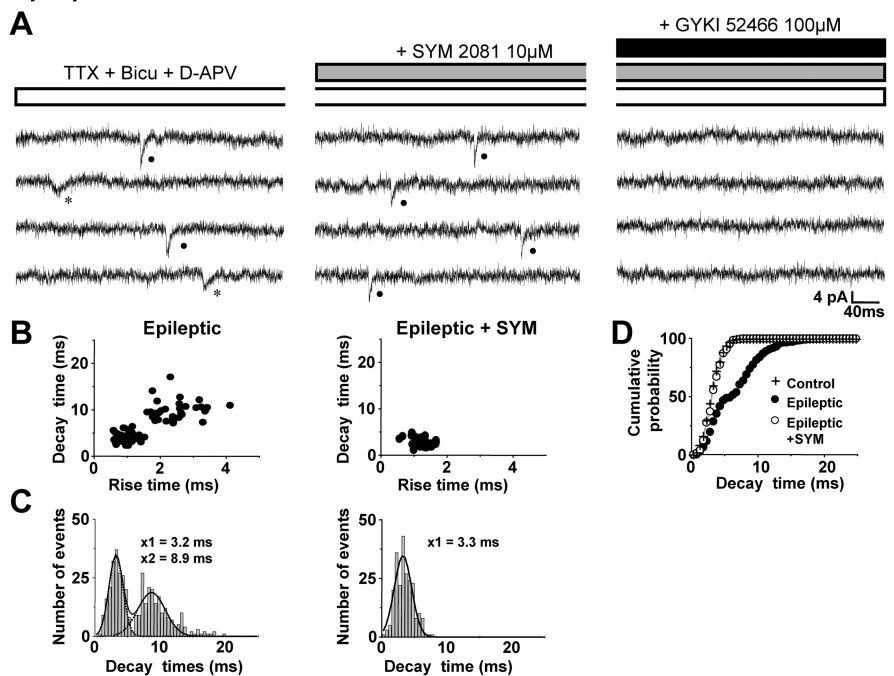 A
+ GYKI 52466 100µM
+ SYM 2081 10µM
TTX + Bicu + D-APV
*
*
4 pA
40ms
B
Epileptic
Epileptic + SYM
D
Decay time (ms)
20
10
0
0
2
4
Rise time (ms)
Decay time (ms)
20
10
0
0
2
4
Rise time (ms)
Cumulative
probability
100
50
0
0
10
20
Decay time (ms)
+ Control
Epileptic
Epileptic
+SYM
C
Number of events
50
25
0
0
10
20
Decay times (ms)
x1 = 3.2 ms
x2 = 8.9 ms
Number of events
50
25
0
0
10
20
Decay times (ms)
x1 = 3.3 ms